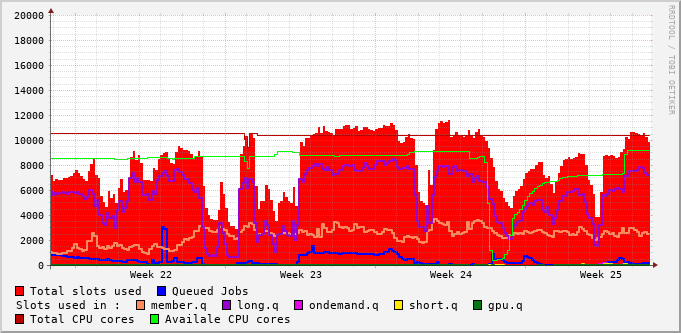 RRDTOOL / TOBI OETIKER
20000
18000
16000
14000
12000
10000
8000
6000
4000
2000
0
Week 22 Week 23 Week 24 Week 25
Total slots used Queued Jobs
Slots used in : member.q long.q ondemand.q short.q gpu.q
Total CPU cores Availale CPU cores